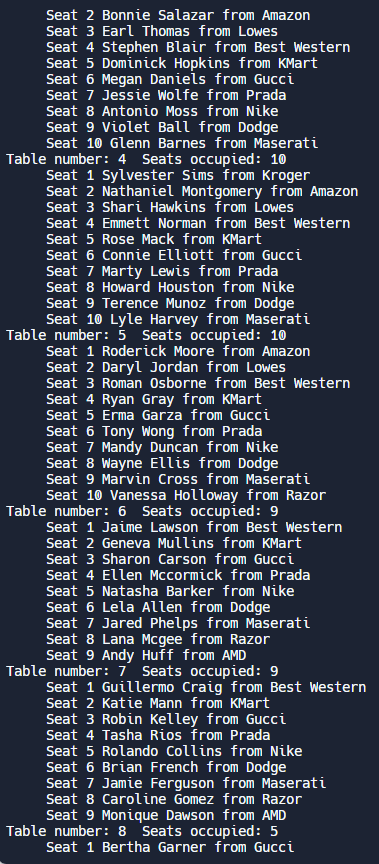 Seat 2 Bonnie Salazar from Amazon
Seat 3 Earl Thomas from Lowes
Seat 4 Stephen Blair from Best Western
Seat 5 Dominick Hopkins from KMart
Seat 6 Megan Daniels from Gucci
Seat 7 Jessie Wolfe from Prada
Seat 8 Antonio Moss from Nike
Seat 9 Violet Ball from Dodge
Seat 10 Glenn Barnes from Maserati
Table number: 4  Seats occupied: 10
Seat 1 Sylvester Sims from Kroger
Seat 2 Nathaniel Montgomery from Amazon
Seat 3 Shari Hawkins from Lowes
Seat 4 Emmett Norman from Best Western
Seat 5 Rose Mack from KMart
Seat 6 Connie Elliott from Gucci
Seat 7 Marty Lewis from Prada
Seat 8 Howard Houston from Nike
Seat 9 Terence Munoz from Dodge
Seat 10 Lyle Harvey from Maserati
Table number: 5  Seats occupied: 10
Seat 1 Roderick Moore from Amazon
Seat 2 Daryl Jordan from Lowes
Seat 3 Roman Osborne from Best Western
Seat 4 Ryan Gray from KMart
Seat 5 Erma Garza from Gucci
Seat 6 Tony Wong from Prada
Seat 7 Mandy Duncan from Nike
Seat 8 Wayne Ellis from Dodge
Seat 9 Marvin Cross from Maserati
Seat 10 Vanessa Holloway from Razor
Table number: 6  Seats occupied: 9
Seat 1 Jaime Lawson from Best Western
Seat 2 Geneva Mullins from KMart
Seat 3 Sharon Carson from Gucci
Seat 4 Ellen Mccormick from Prada
Seat 5 Natasha Barker from Nike
Seat 6 Lela Allen from Dodge
Seat 7 Jared Phelps from Maserati
Seat 8 Lana Mcgee from Razor
Seat 9 Andy Huff from AMD
Table number: 7  Seats occupied: 9
Seat 1 Guillermo Craig from Best Western
Seat 2 Katie Mann from KMart
Seat 3 Robin Kelley from Gucci
Seat 4 Tasha Rios from Prada
Seat 5 Rolando Collins from Nike
Seat 6 Brian French from Dodge
Seat 7 Jamie Ferguson from Maserati
Seat 8 Caroline Gomez from Razor
Seat 9 Monique Dawson from AMD
Table number: 8  Seats occupied: 5
Seat 1 Bertha Garner from Gucci